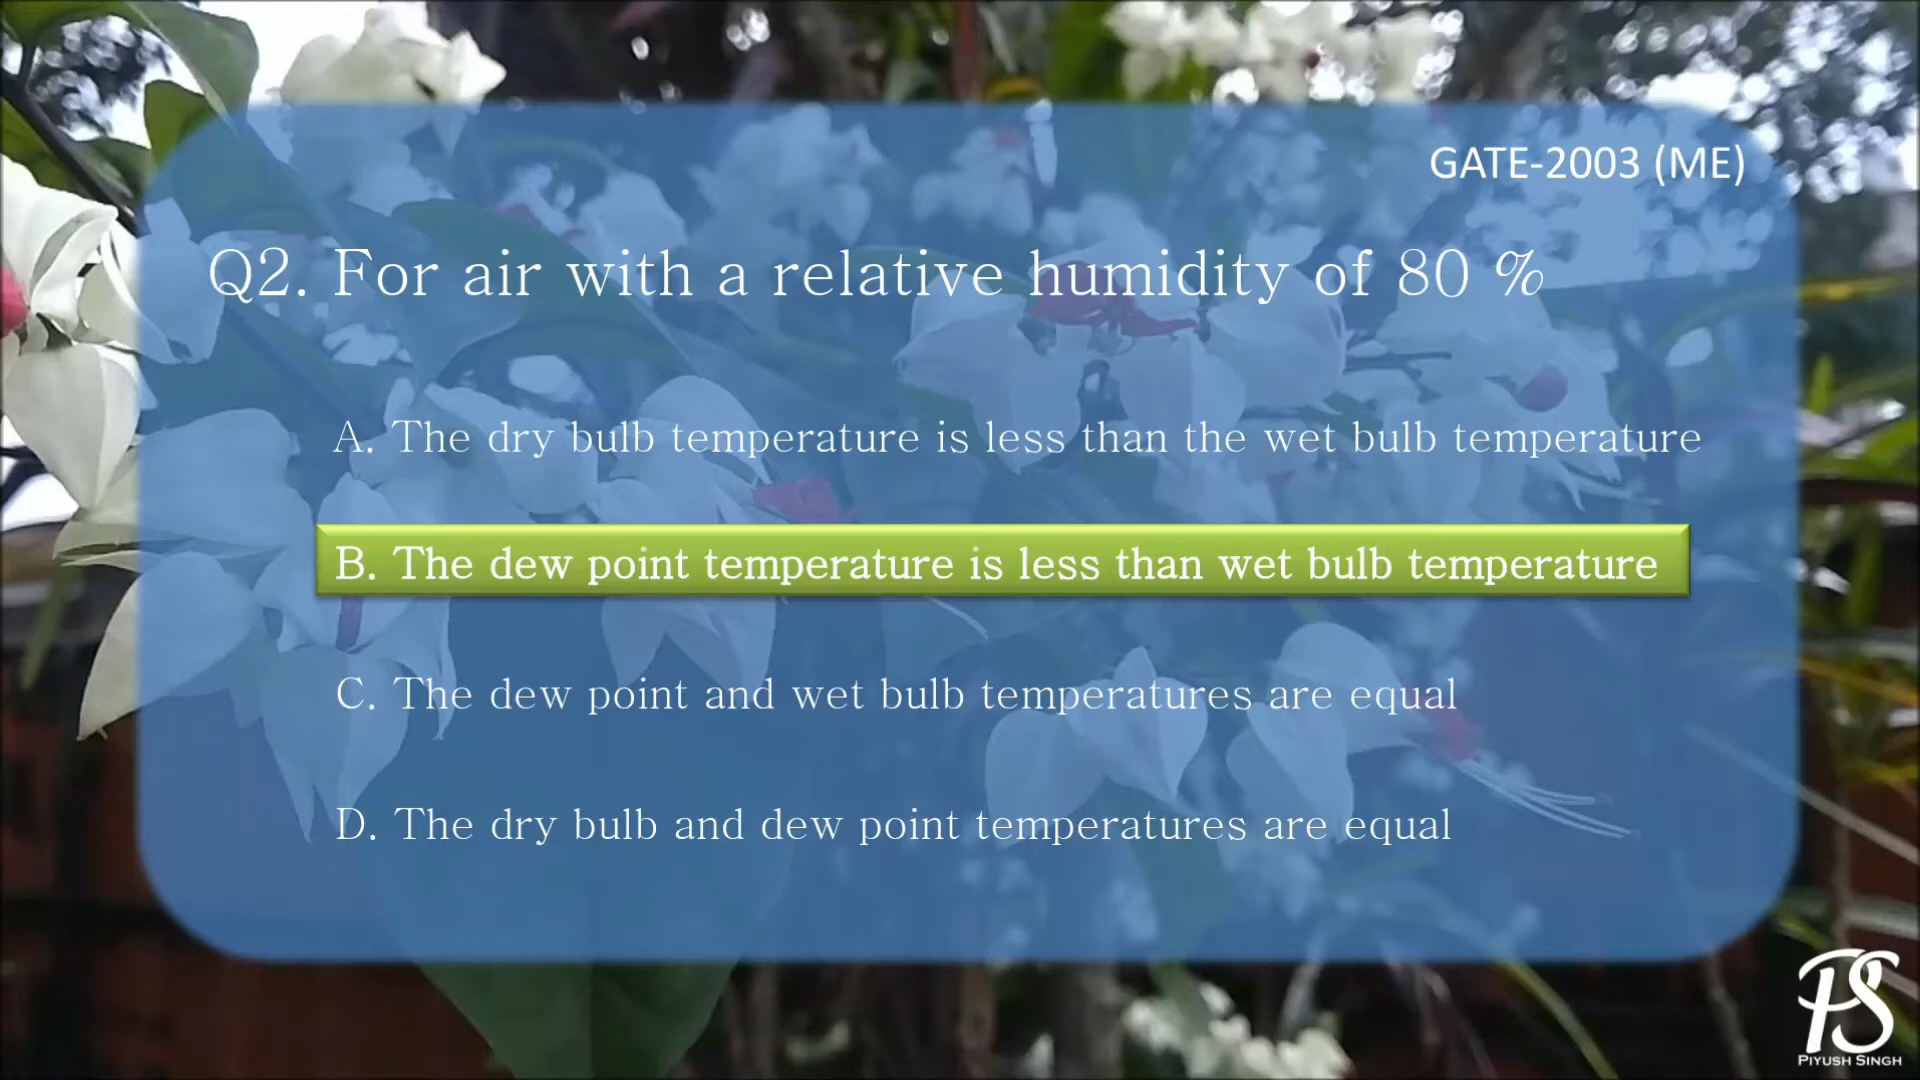 GATE-2003 (ME)
Q2. For air with a relative humidity of 80 %
A. The dry bulb temperature is less than the wet bulb temperature
B. The dew point temperature is less than wet bulb temperature
C. The dew point and wet bulb temperatures are equal
D. The dry bulb and dew point temperatures are equal
PS
PIYUSH SINGH